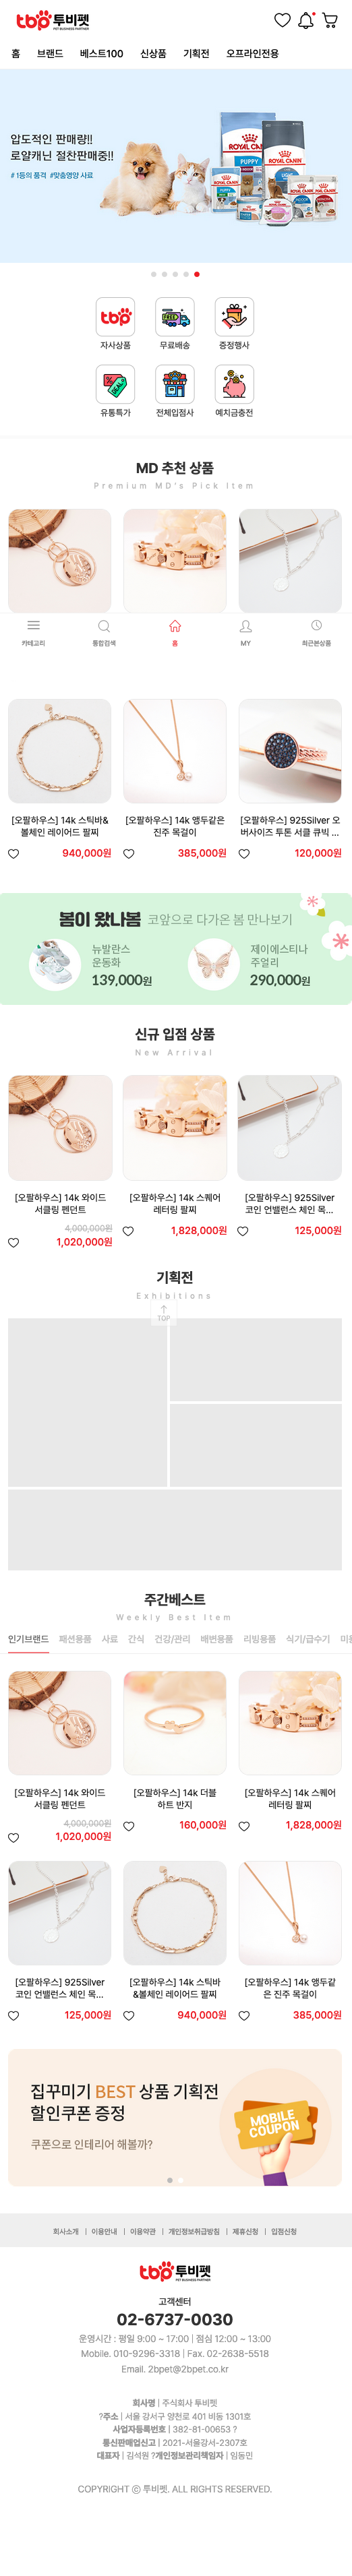 투비펫
PET BUSINESS PARTNER
홈 브랜드 베스트100 신상품 기획전 오프라인전용
압도적인 판매량!!
로얄캐닌 절찬판매중!!
# 1등의 품격 #맞춤영양 사료
ROYAL CANIN
PUPPY
ROYAL CANIN
PUPPY
tbp
자사상품 무료배송 증정행사
FREE
DEAL
유통특가 전체입점사 예치금충전
MD 추천 상품
Premium MD's Pick Item
카테고리 통합검색 홈 MY 최근본상품
[오팔하우스] 14k 스틱바&
볼체인 레이어드 팔찌
940,000원
[오팔하우스] 14k 앵두같은
진주 목걸이
385,000원
[오팔하우스] 925Silver 오
버사이즈 투톤 서클 큐빅 ...
120,000원
봄이 왔나봄 코앞으로 다가온 봄 만나보기
뉴발란스
운동화
139,000원
제이에스티나
주얼리
290,000원
신규 입점 상품
New Arrival
[오팔하우스] 14k 와이드
서클링 펜던트
4,000,000원
1,020,000원
[오팔하우스] 14k 스퀘어
레터링 팔찌
1,828,000원
[오팔하우스] 925Silver
코인 언밸런스 체인 목...
125,000원
기획전
Exhibitions
TOP
주간베스트
Weekly Best Item
인기브랜드 패션용품 사료 간식 건강/관리 배변용품 리빙용품 식기/급수기
[오팔하우스] 14k 와이드
서클링 펜던트
4,000,000원
1,020,000원
[오팔하우스] 14k 더블
하트 반지
160,000원
[오팔하우스] 14k 스퀘어
레터링 팔찌
1,828,000원
[오팔하우스] 925Silver
코인 언밸런스 체인 목...
125,000원
[오팔하우스] 14k 스틱바
&볼체인 레이어드 팔찌
940,000원
[오팔하우스] 14k 앵두같
은 진주 목걸이
385,000원
집꾸미기 BEST 상품 기획전
할인쿠폰 증정
쿠폰으로 인테리어 해볼까?
MOBILE
COUPON
회사소개 | 이용안내 | 이용약관 | 개인정보취급방침 | 제휴신청 | 입점신청
투비펫
고객센터
02-6737-0030
운영시간 : 평일 9:00 ~ 17:00 | 점심 12:00 ~ 13:00
Mobile. 010-9296-3318 | Fax. 02-2638-5518
Email. 2bpet@2bpet.co.kr
회사명 | 주식회사 투비펫
?주소 | 서울 강서구 양천로 401 비동 1301호
사업자등록번호 | 382-81-00653 ?
통신판매업신고 | 2021-서울강서-2307호
대표자 | 김석원 ?개인정보관리책임자 | 임동민
COPYRIGHT ⓒ 투비펫. ALL RIGHTS RESERVED.